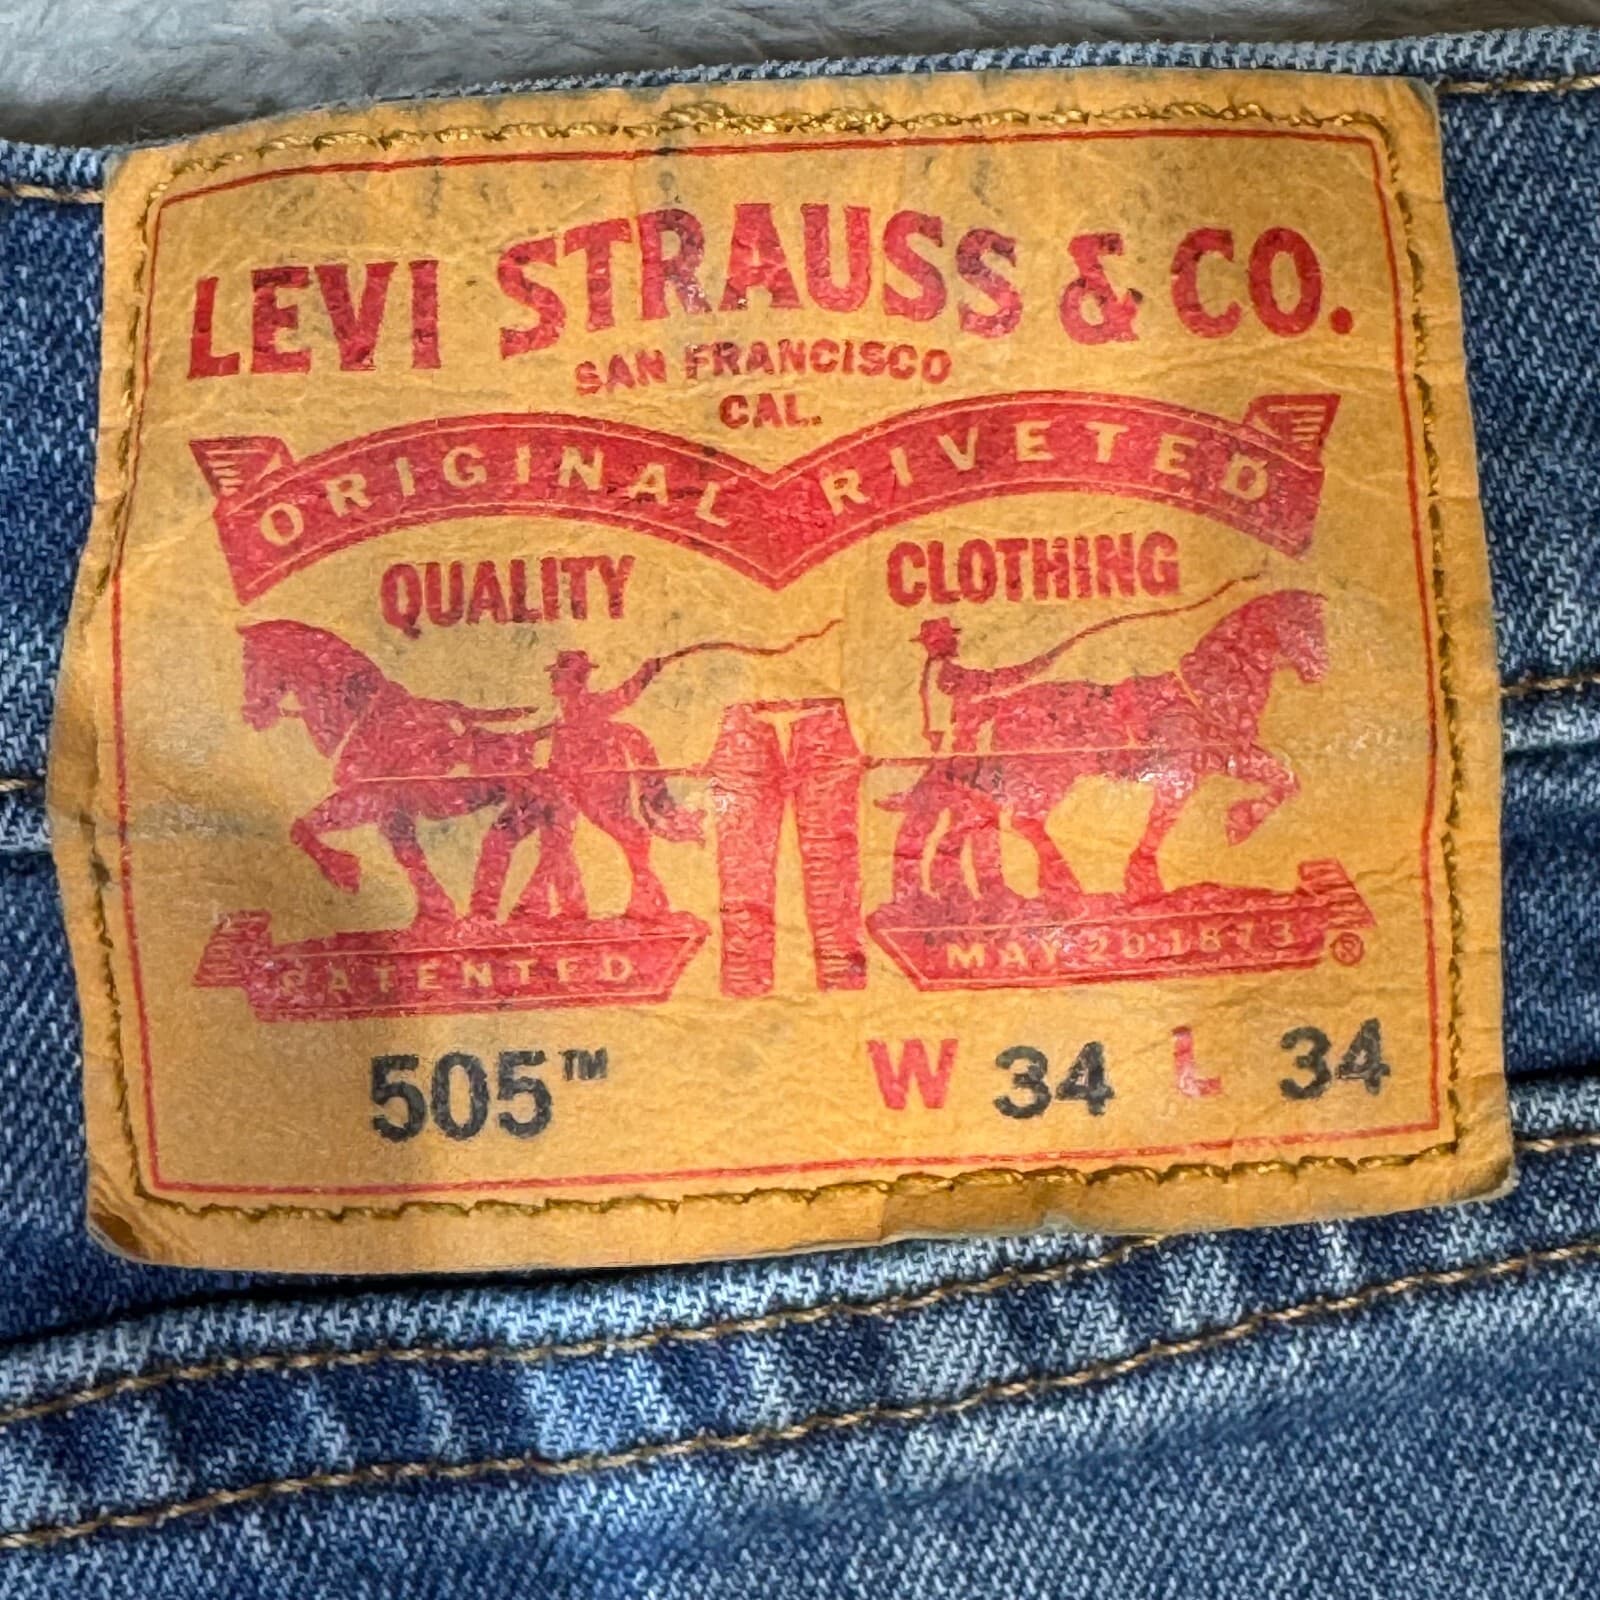 LEVI STRAUSS & CO.
SAN FRANCISCO
CAL.
ORIGINAL RIVETED
QUALITY CLOTHING
PATENTED MAY 20 1873 ®
505™ W 34 L 34